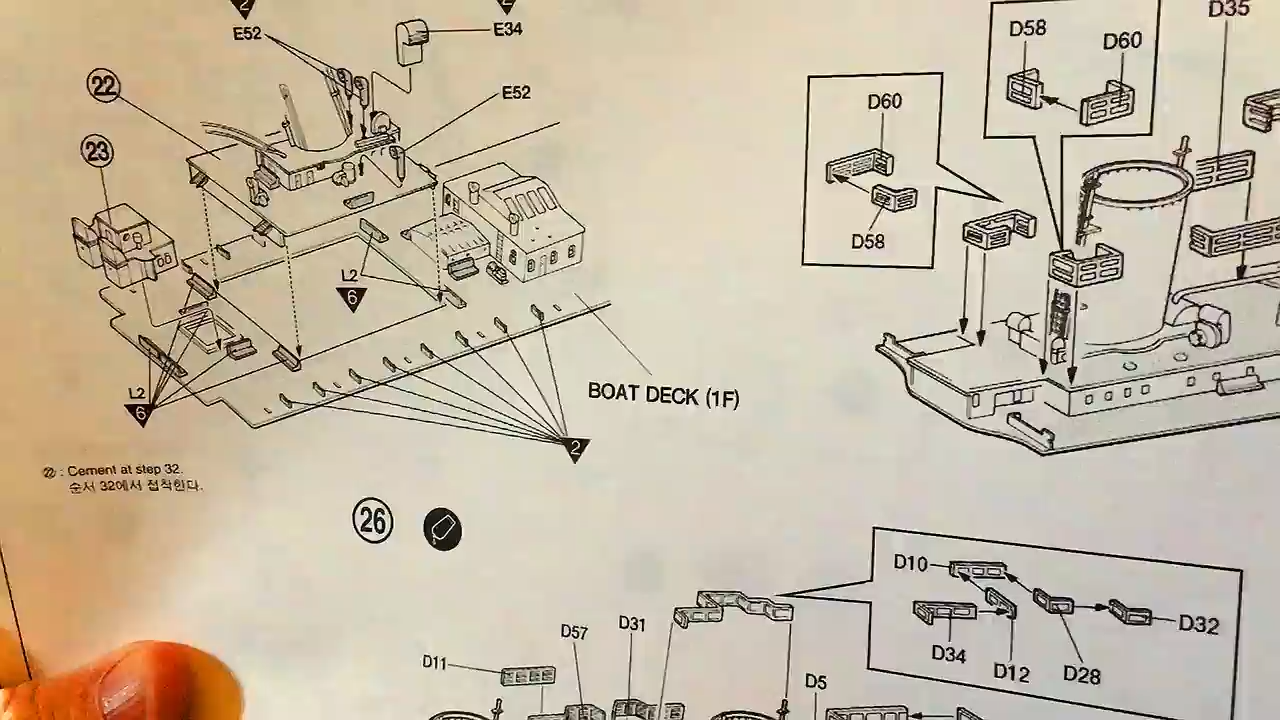 2
2
E52
E34
22
E52
23
L2
6
L2
6
BOAT DECK (1F)
2
22 : Cement at step 32.
순서 32에서 접착한다.
D58
D60
D35
D60
D58
26
D10
D32
D34
D12
D28
D57
D31
D11
D5